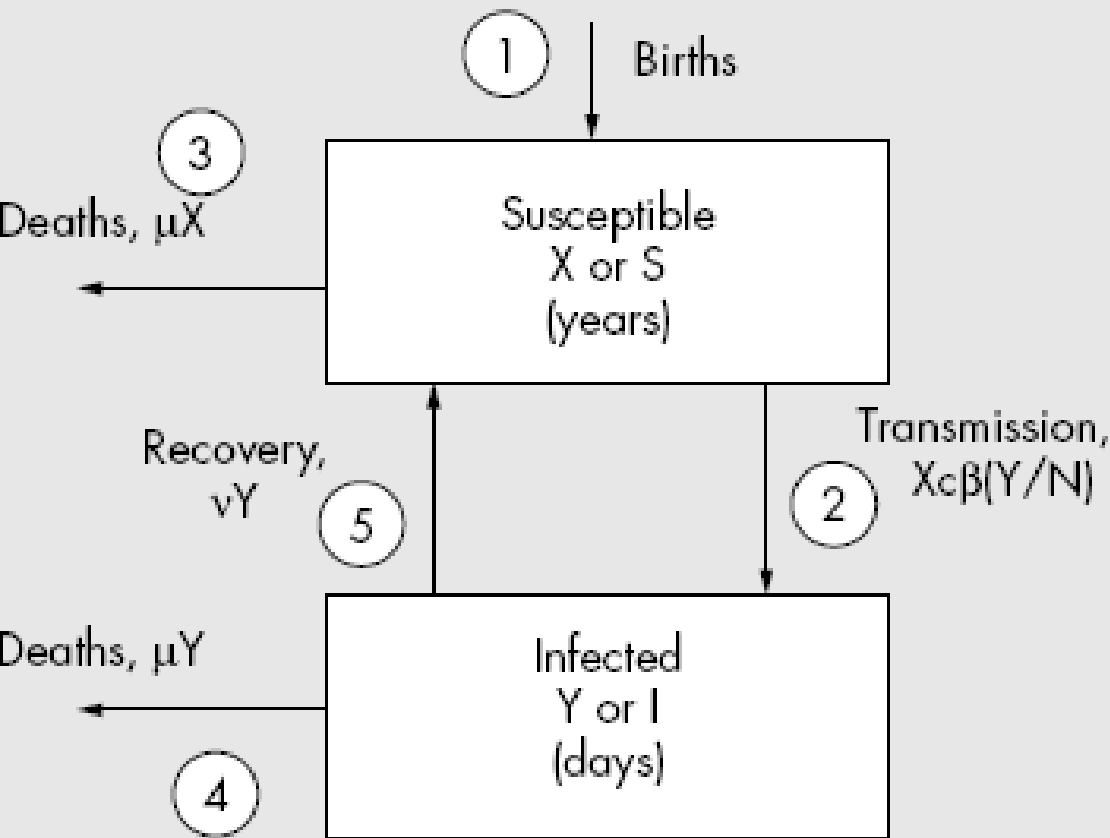 1
Births
3
Deaths, μX
Susceptible
X or S
(years)
Recovery,
νY
5
Transmission,
Xcβ(Y/N)
2
Deaths, μY
4
Infected
Y or I
(days)